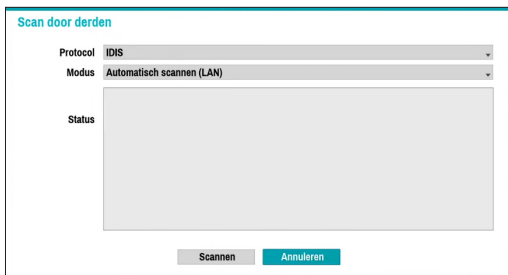 Scan door derden
Protocol IDIS
Modus Automatisch scannen (LAN)
Status
Scannen Annuleren